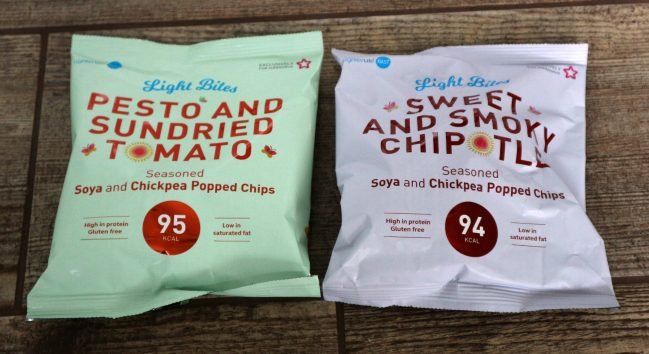 Light Bites
PESTO AND
SUNDRIED
TOMATO
Seasoned
Soya and Chickpea Popped Chips
High in protein
Gluten free
95
KCAL
Low in
saturated fat
Light Bites
SWEET
AND SMOKY
CHIPOTLE
Seasoned
Soya and Chickpea Popped Chips
High in protein
Gluten free
94
KCAL
Low in
saturated fat